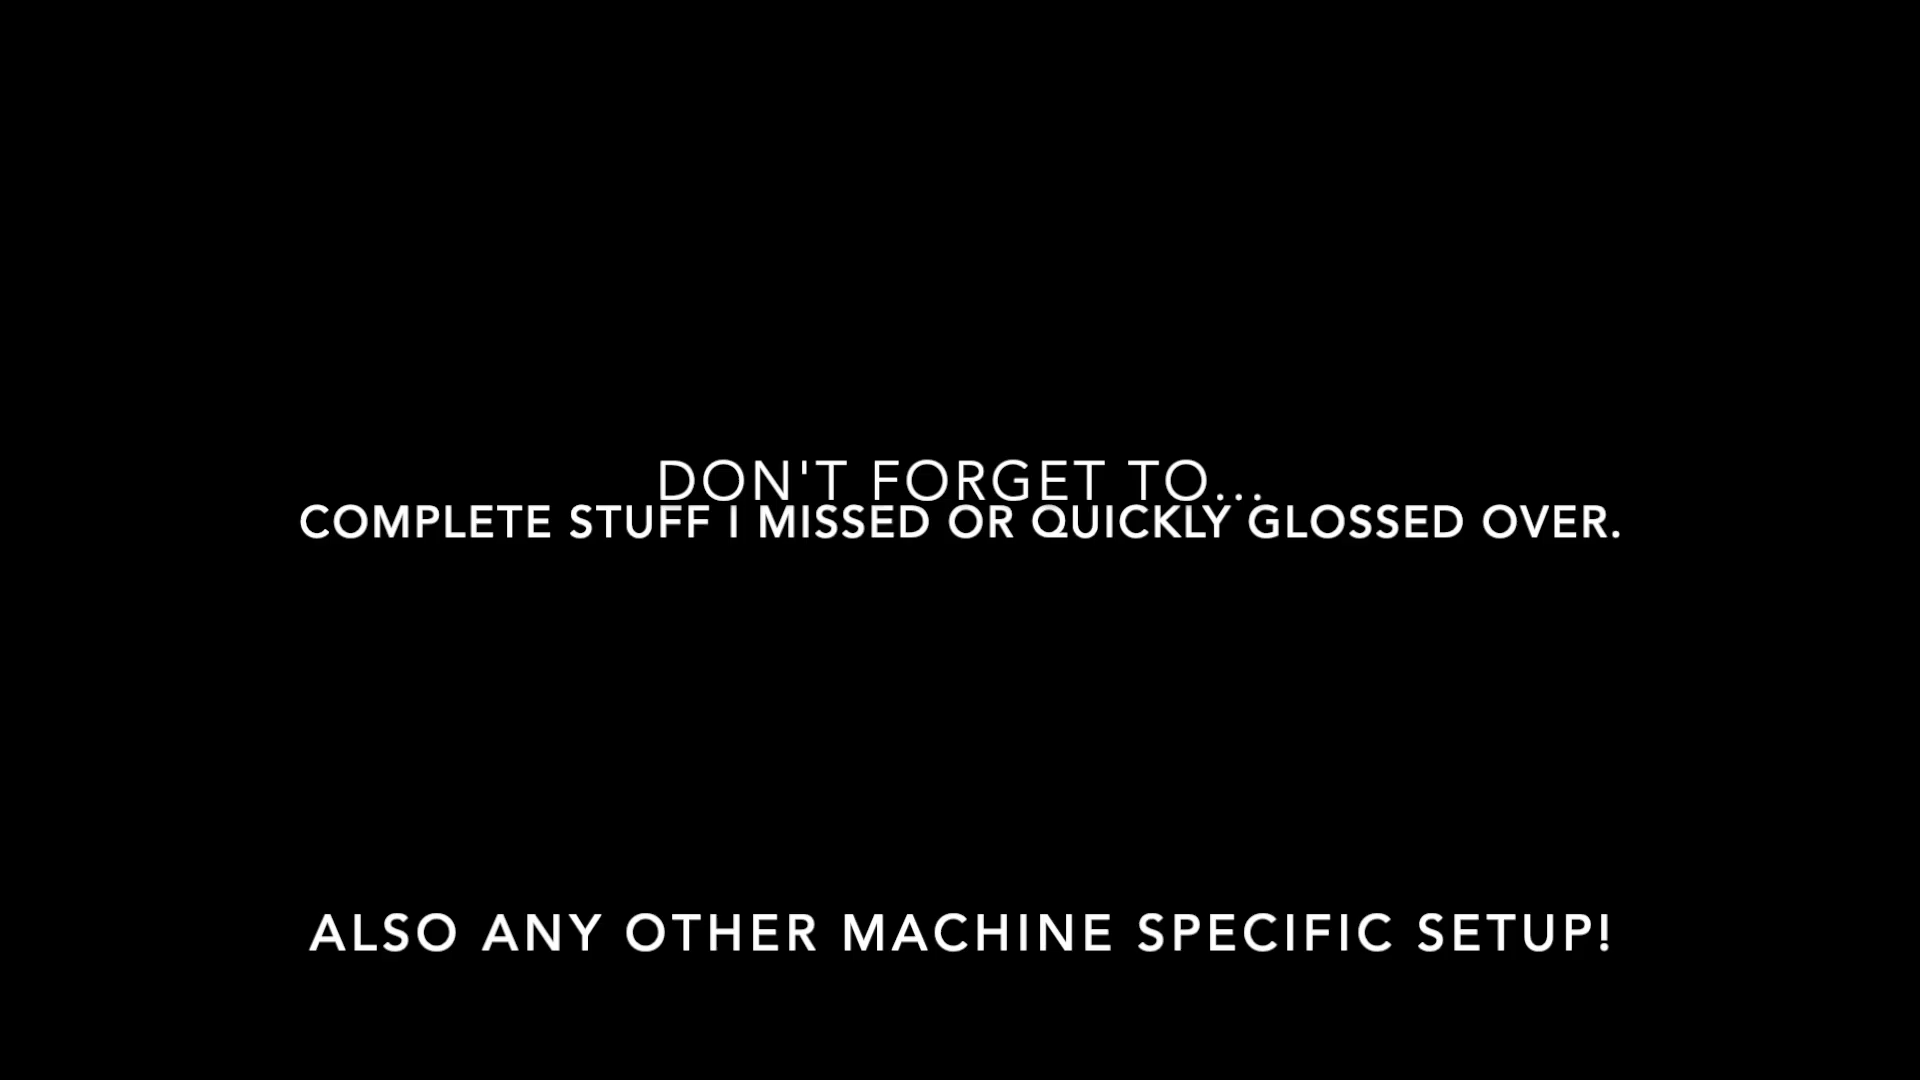 DON'T FORGET TO...
COMPLETE STUFF I MISSED OR QUICKLY GLOSSED OVER.
ALSO ANY OTHER MACHINE SPECIFIC SETUP!